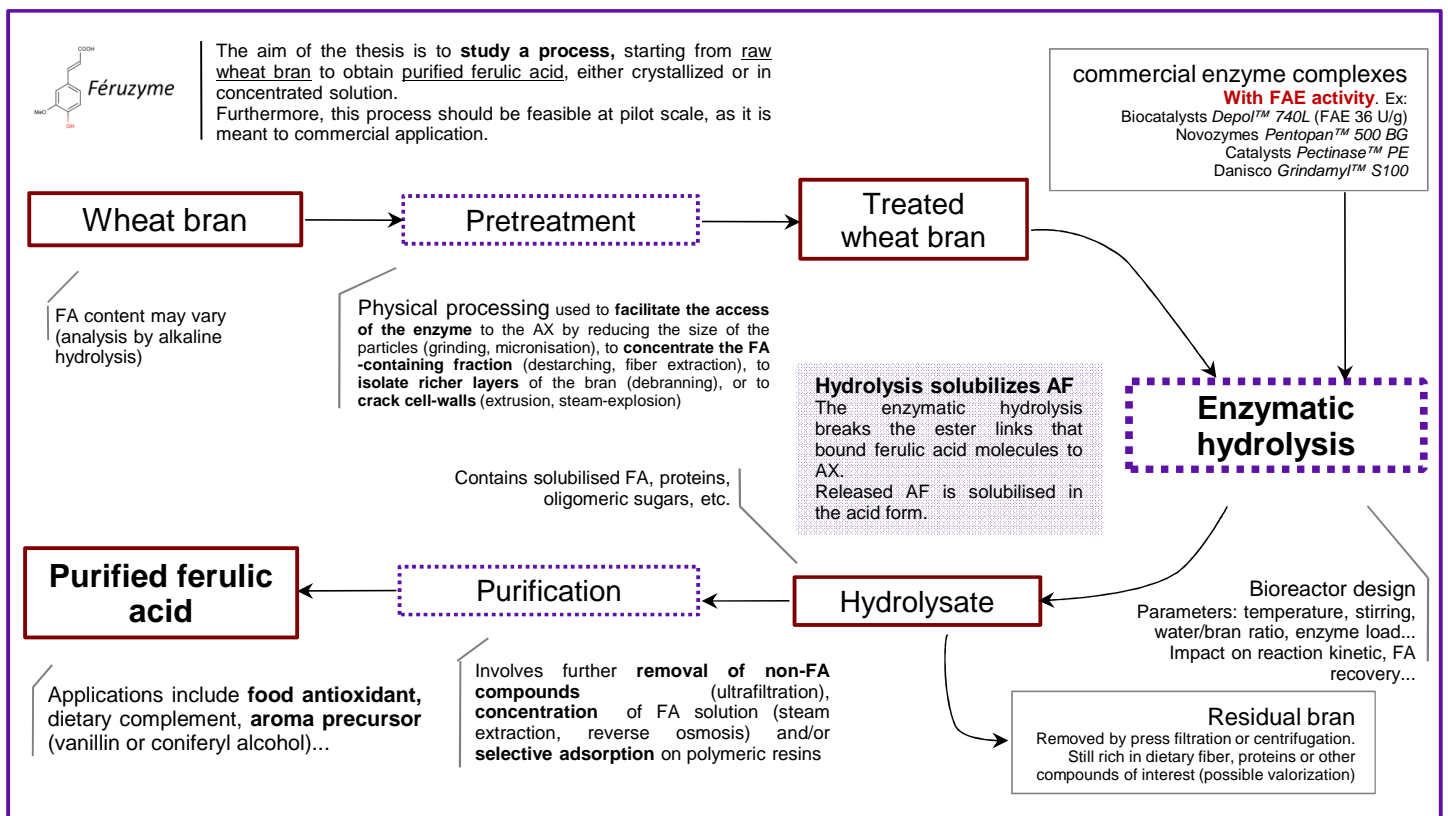 COOH
MeO
OH
Féruzyme
The aim of the thesis is to study a process, starting from raw
wheat bran to obtain purified ferulic acid, either crystallized or in
concentrated solution.
Furthermore, this process should be feasible at pilot scale, as it is
meant to commercial application.
commercial enzyme complexes
With FAE activity. Ex:
Biocatalysts Depol™ 740L (FAE 36 U/g)
Novozymes Pentopan™ 500 BG
Catalysts Pectinase™ PE
Danisco Grindamyl™ S100
Wheat bran
Pretreatment
Treated
wheat bran
FA content may vary
(analysis by alkaline
hydrolysis)
Physical processing used to facilitate the access
of the enzyme to the AX by reducing the size of the
particles (grinding, micronisation), to concentrate the FA
-containing fraction (destarching, fiber extraction), to
isolate richer layers of the bran (debranning), or to
crack cell-walls (extrusion, steam-explosion)
Hydrolysis solubilizes AF
The enzymatic hydrolysis
breaks the ester links that
bound ferulic acid molecules to
AX.
Released AF is solubilised in
the acid form.
Enzymatic
hydrolysis
Contains solubilised FA, proteins,
oligomeric sugars, etc.
Purified ferulic
acid
Purification
Hydrolysate
Bioreactor design
Parameters: temperature, stirring,
water/bran ratio, enzyme load...
Impact on reaction kinetic, FA
recovery...
Applications include food antioxidant,
dietary complement, aroma precursor
(vanillin or coniferyl alcohol)...
Involves further removal of non-FA
compounds (ultrafiltration),
concentration of FA solution (steam
extraction, reverse osmosis) and/or
selective adsorption on polymeric resins
Residual bran
Removed by press filtration or centrifugation.
Still rich in dietary fiber, proteins or other
compounds of interest (possible valorization)